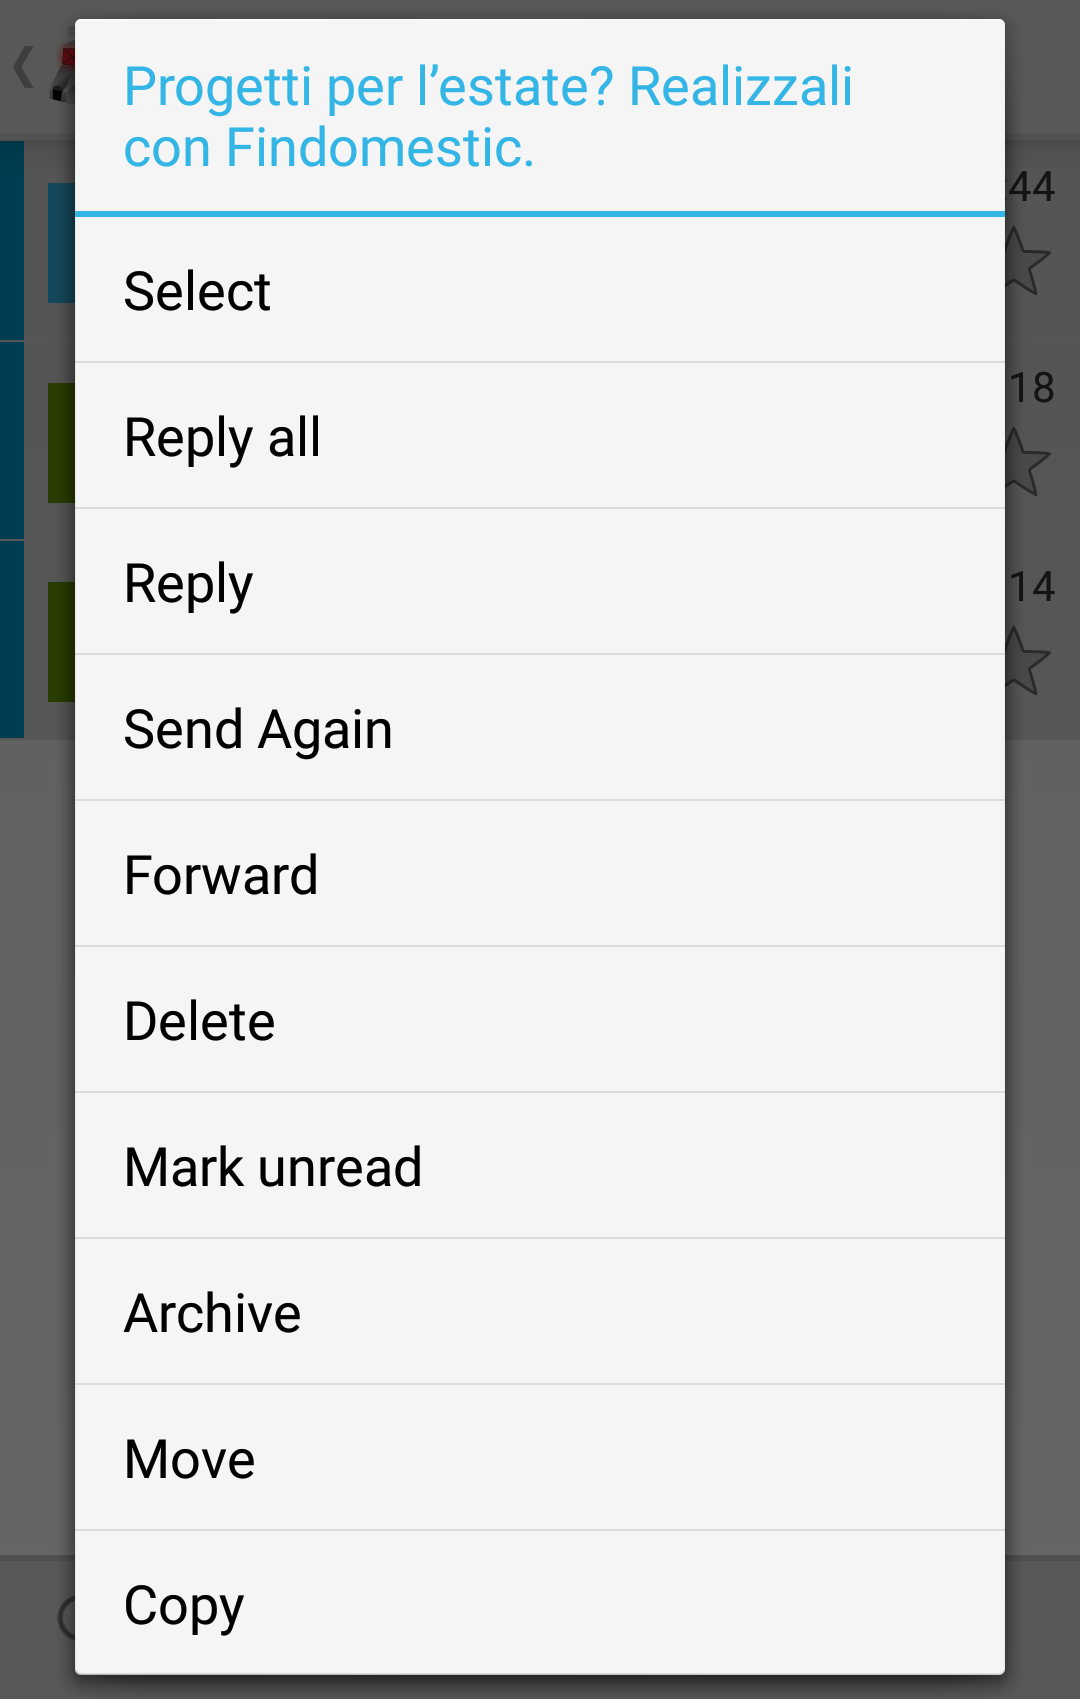 Progetti per l’estate? Realizzali
con Findomestic.
44
Select
18
Reply all
Reply
14
Send Again
Forward
Delete
Mark unread
Archive
Move
Copy